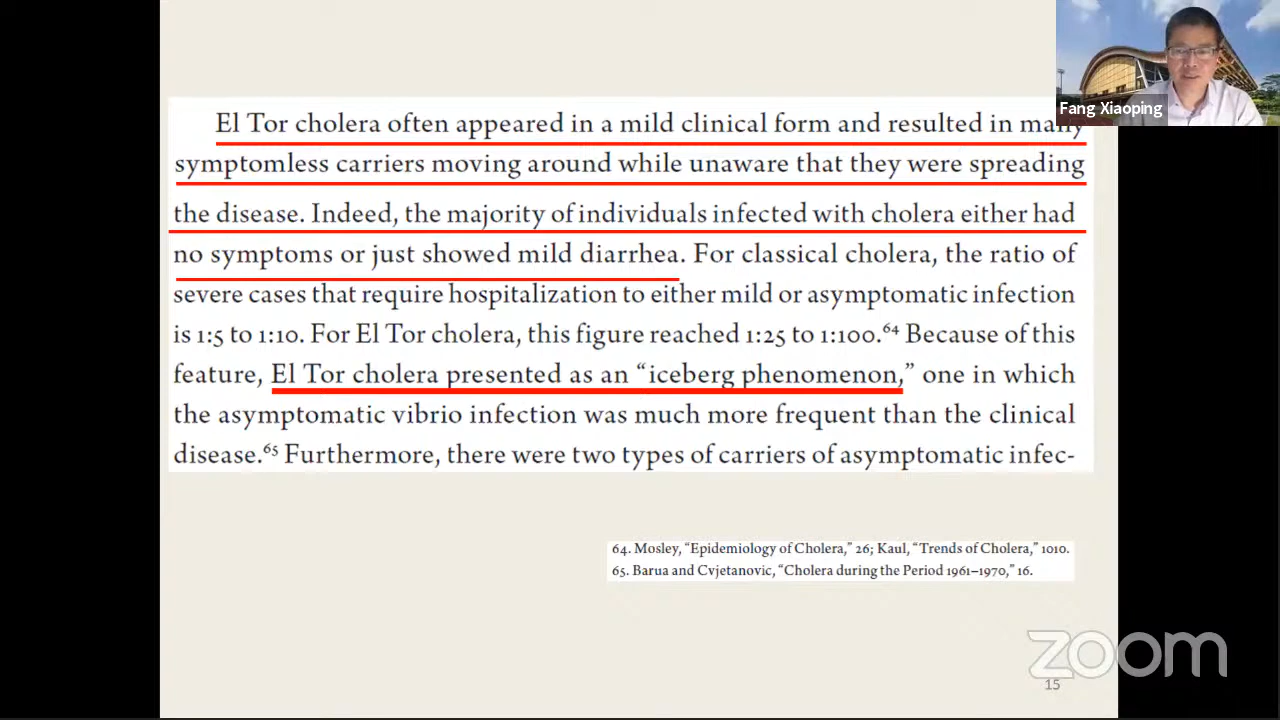 El Tor cholera often appeared in a mild clinical form and resulted in many
symptomless carriers moving around while unaware that they were spreading
the disease. Indeed, the majority of individuals infected with cholera either had
no symptoms or just showed mild diarrhea. For classical cholera, the ratio of
severe cases that require hospitalization to either mild or asymptomatic infection
is 1:5 to 1:10. For El Tor cholera, this figure reached 1:25 to 1:100.⁶⁴ Because of this
feature, El Tor cholera presented as an “iceberg phenomenon,” one in which
the asymptomatic vibrio infection was much more frequent than the clinical
disease.⁶⁵ Furthermore, there were two types of carriers of asymptomatic infec-
64. Mosley, “Epidemiology of Cholera,” 26; Kaul, “Trends of Cholera,” 1010.
65. Barua and Cvjetanovic, “Cholera during the Period 1961–1970,” 16.
Fang Xiaoping
zoom
15